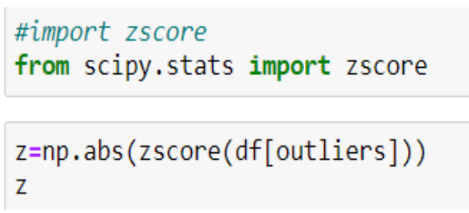 #import zscore
from scipy.stats import zscore
z=np.abs(zscore(df[outliers]))
z